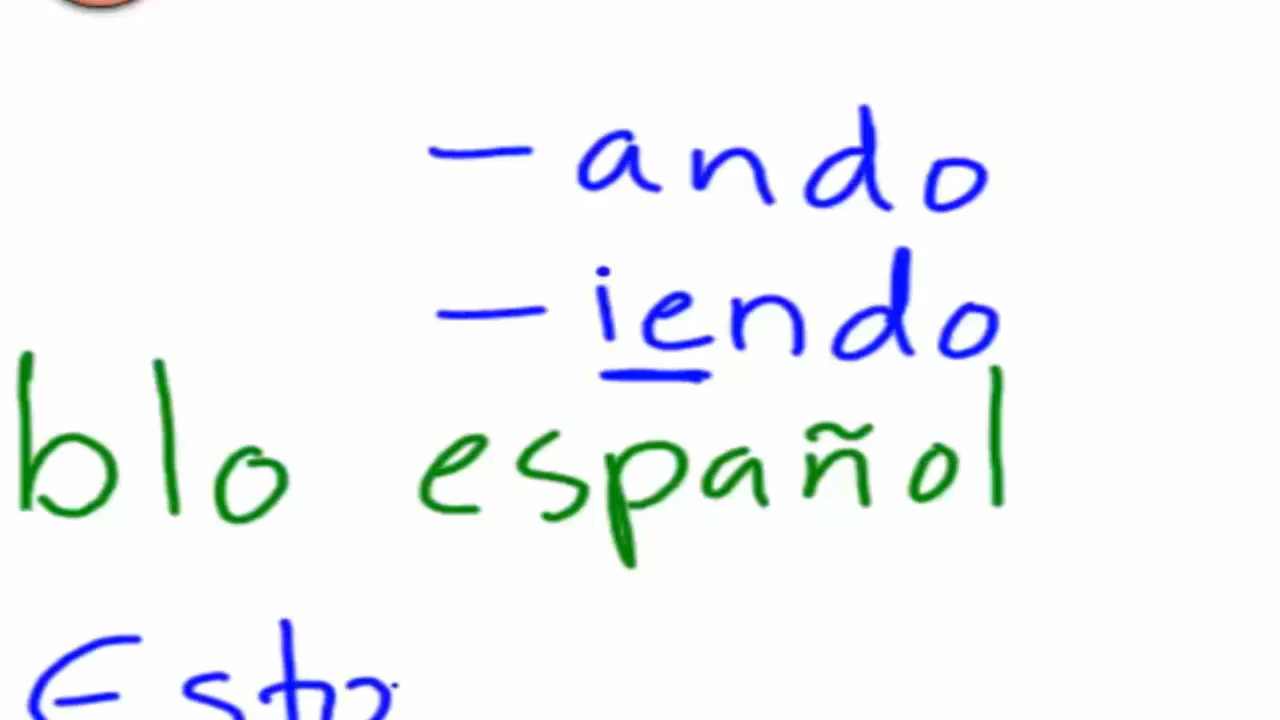 - ando
- iendo
blo español